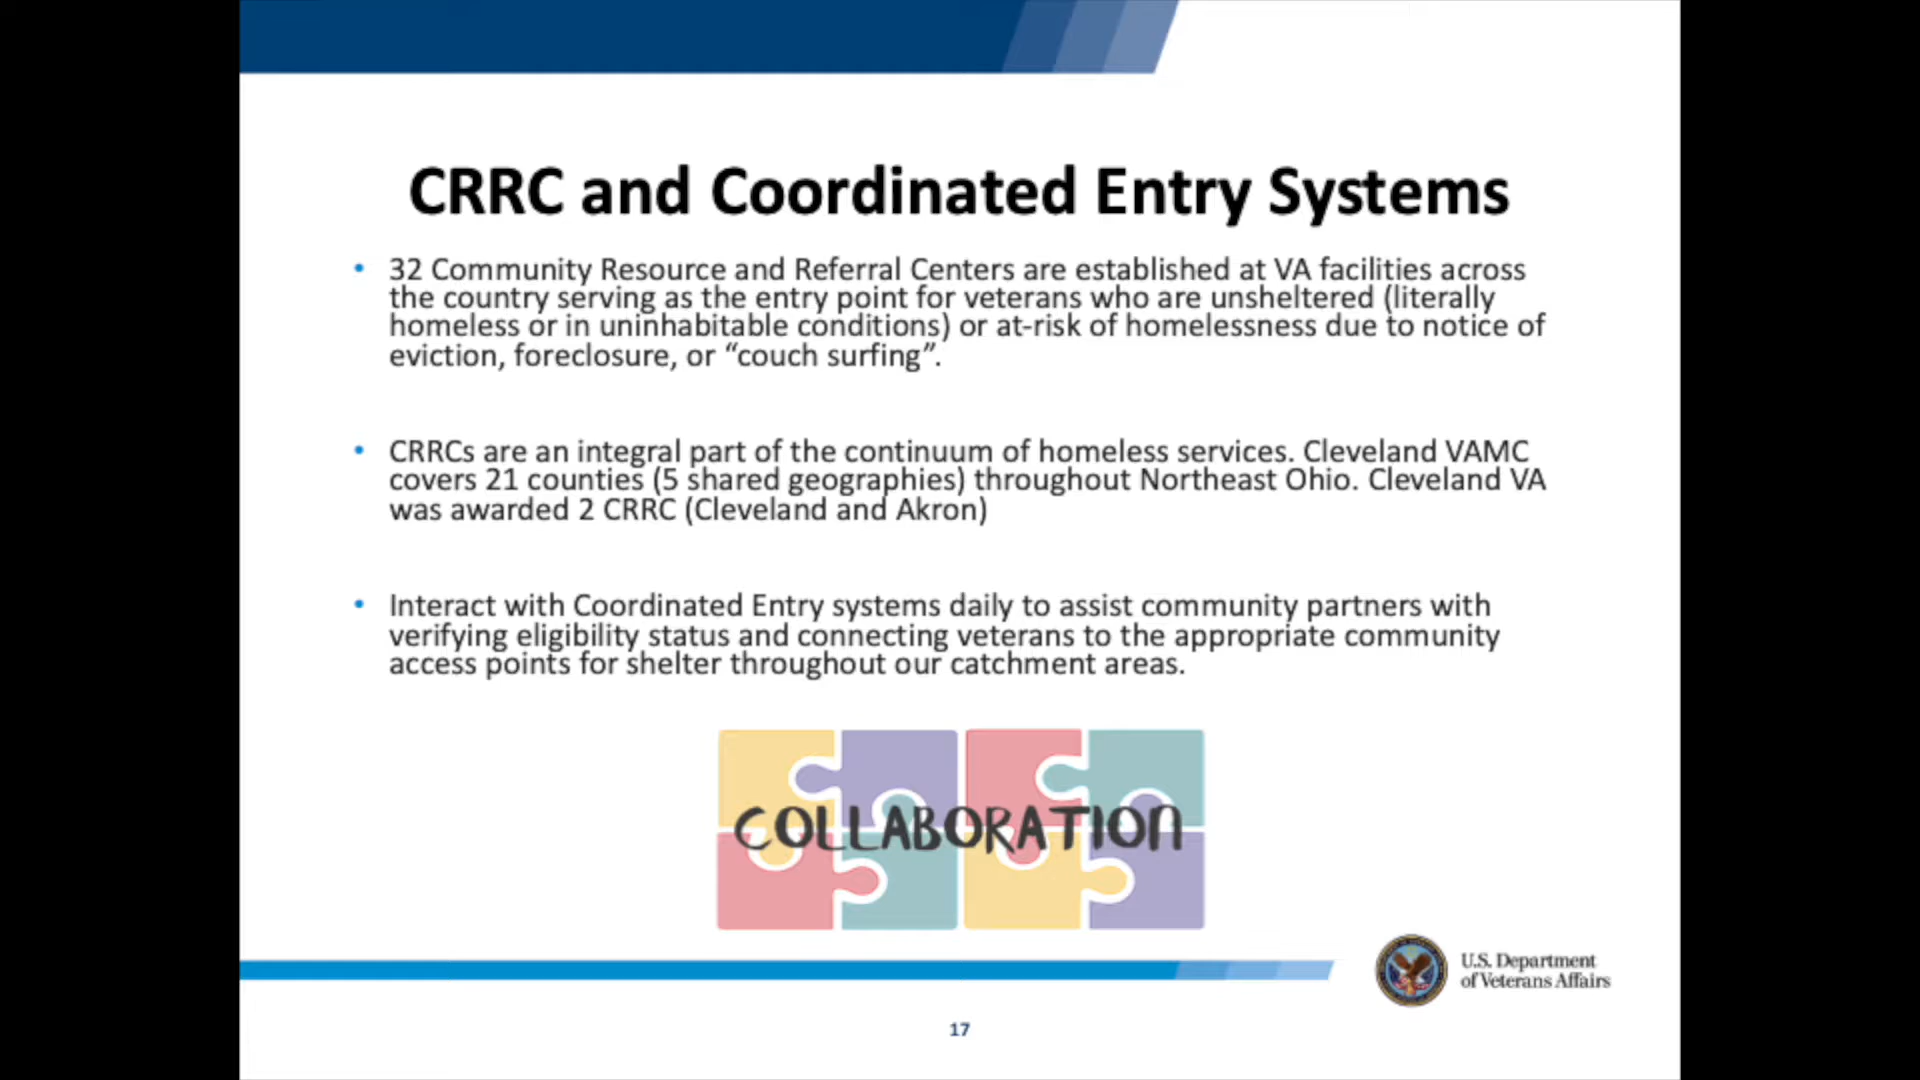 CRRC and Coordinated Entry Systems
• 32 Community Resource and Referral Centers are established at VA facilities across
the country serving as the entry point for veterans who are unsheltered (literally
homeless or in uninhabitable conditions) or at-risk of homelessness due to notice of
eviction, foreclosure, or “couch surfing”.
• CRRCs are an integral part of the continuum of homeless services. Cleveland VAMC
covers 21 counties (5 shared geographies) throughout Northeast Ohio. Cleveland VA
was awarded 2 CRRC (Cleveland and Akron)
• Interact with Coordinated Entry systems daily to assist community partners with
verifying eligibility status and connecting veterans to the appropriate community
access points for shelter throughout our catchment areas.
COLLABORATION
U.S. Department
of Veterans Affairs
17